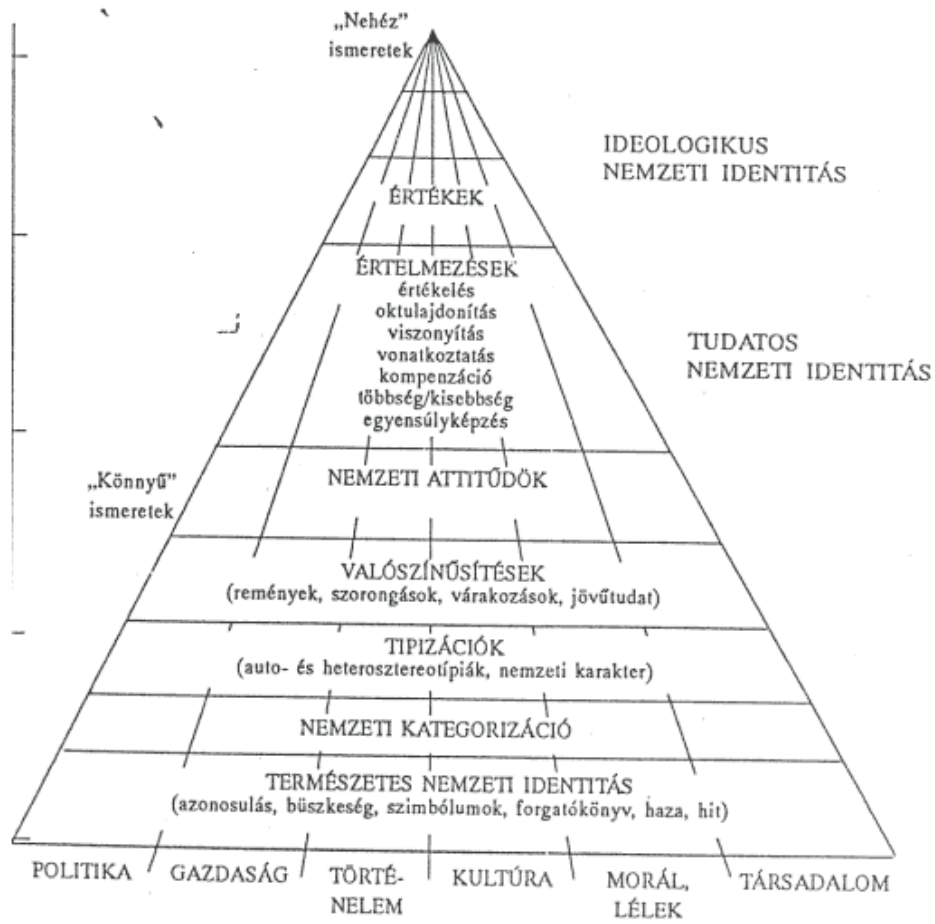 „Nehéz”
ismeretek
IDEOLOGIKUS
NEMZETI IDENTITÁS
ÉRTÉKEK
ÉRTELMEZÉSEK
értékelés
oktulajdonítás
viszonyítás
vonatkoztatás
kompenzáció
többség/kisebbség
egyensúlyképzés
TUDATOS
NEMZETI IDENTITÁS
„Könnyű”
ismeretek
NEMZETI ATTITŰDÖK
VALÓSZÍNŰSÍTÉSEK
(remények, szorongások, várakozások, jövűtudat)
TIPIZÁCIÓK
(auto- és heterosztereotípiák, nemzeti karakter)
NEMZETI KATEGORIZÁCIÓ
TERMÉSZETES NEMZETI IDENTITÁS
(azonosulás, büszkeség, szimbólumok, forgatókönyv, haza, hit)
POLITIKA
GAZDASÁG
TÖRTÉ-
NELEM
KULTÚRA
MORÁL,
LÉLEK
TÁRSADALOM